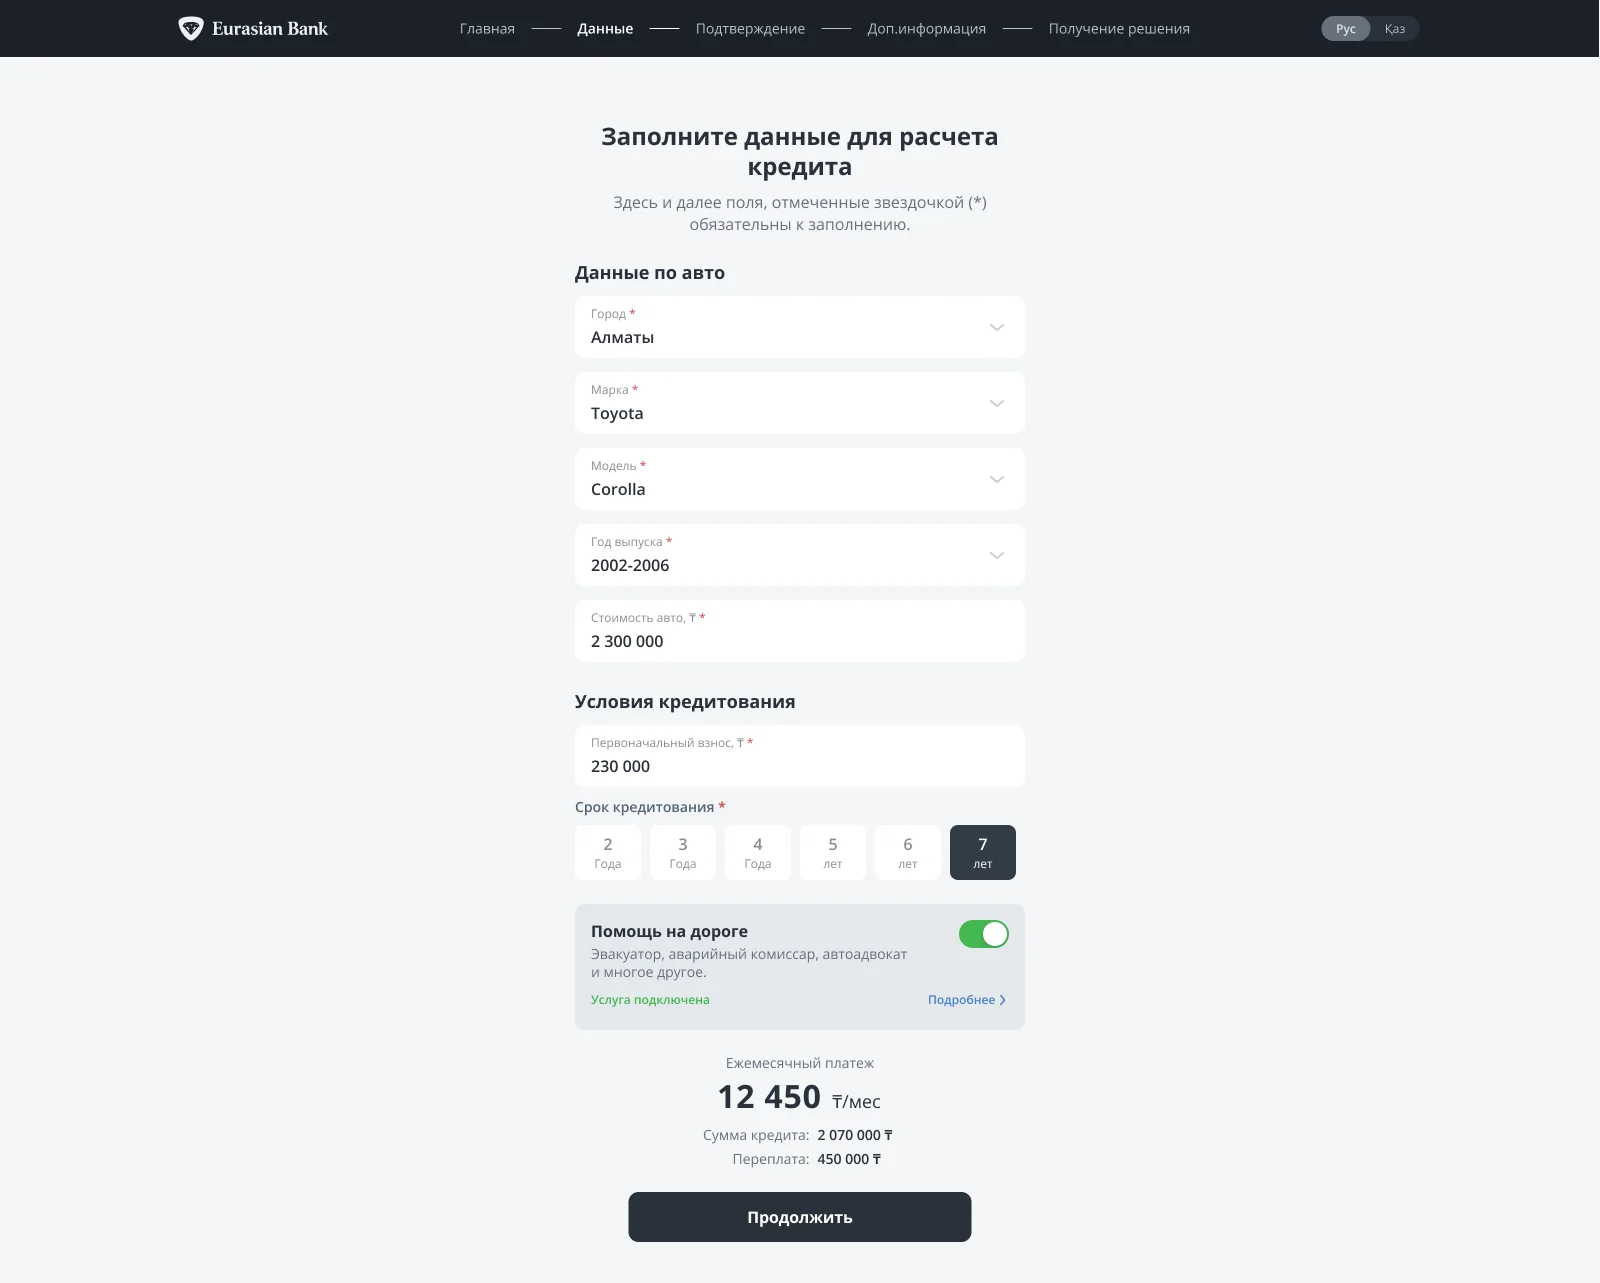 Eurasian Bank
Главная
Данные
Подтверждение
Доп.информация
Получение решения
Рус
Қаз
Заполните данные для расчета
кредита
Здесь и далее поля, отмеченные звездочкой (*)
обязательны к заполнению.
Данные по авто
Город *
Алматы
Марка *
Toyota
Модель *
Corolla
Год выпуска *
2002-2006
Стоимость авто, ₸ *
2 300 000
Условия кредитования
Первоначальный взнос, ₸ *
230 000
Срок кредитования *
2
Года
3
Года
4
Года
5
лет
6
лет
7
лет
Помощь на дороге
Эвакуатор, аварийный комиссар, автоадвокат
и многое другое.
Услуга подключена
Подробнее
Ежемесячный платеж
12 450 ₸/мес
Сумма кредита: 2 070 000 ₸
Переплата: 450 000 ₸
Продолжить